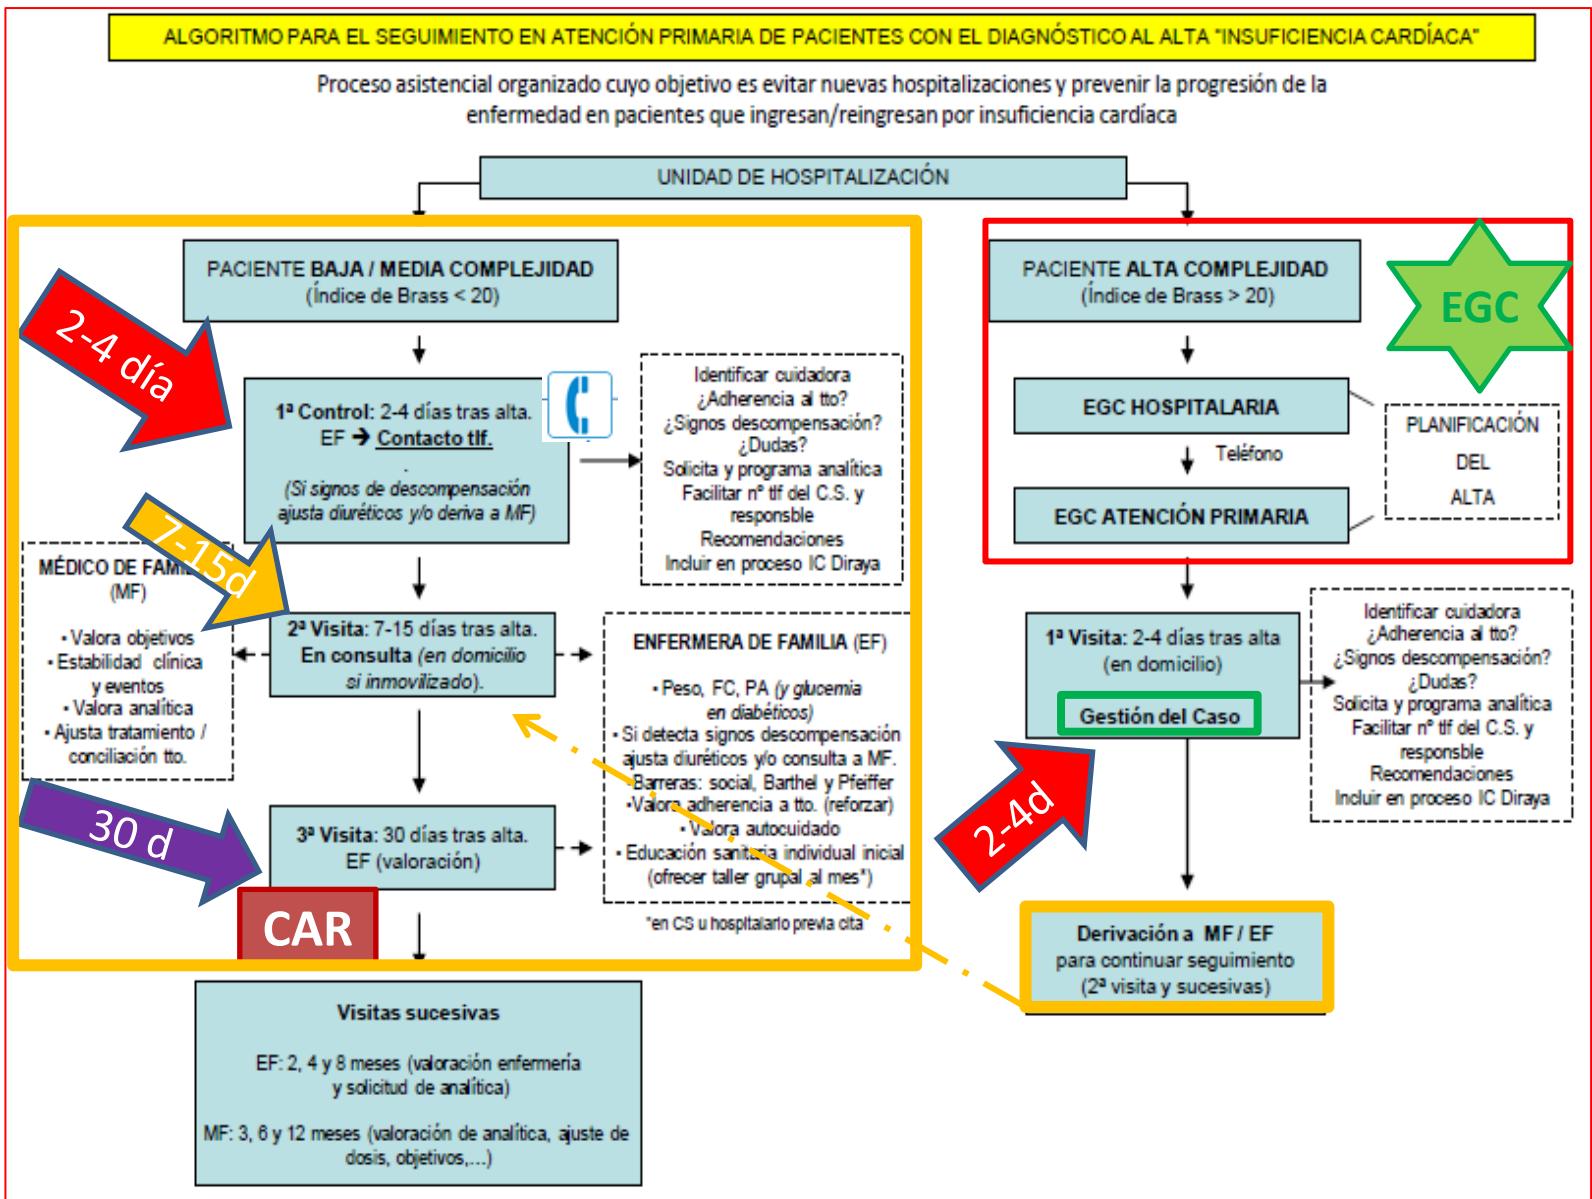 ALGORITMO PARA EL SEGUIMIENTO EN ATENCIÓN PRIMARIA DE PACIENTES CON EL DIAGNÓSTICO AL ALTA "INSUFICIENCIA CARDÍACA"
Proceso asistencial organizado cuyo objetivo es evitar nuevas hospitalizaciones y prevenir la progresión de la
enfermedad en pacientes que ingresan/reingresan por insuficiencia cardíaca
UNIDAD DE HOSPITALIZACIÓN
PACIENTE BAJA / MEDIA COMPLEJIDAD
(Índice de Brass < 20)
2-4 día
1ª Control: 2-4 días tras alta.
EF ➔ Contacto tlf.
.
(Si signos de descompensación
ajusta diuréticos y/o deriva a MF)
Identificar cuidadora
¿Adherencia al tto?
¿Signos descompensación?
¿Dudas?
Solicita y programa analítica
Facilitar nº tlf del C.S. y
responsble
Recomendaciones
Incluir en proceso IC Diraya
7-15d
MÉDICO DE FAMI
(MF)
• Valora objetivos
• Estabilidad clínica
y eventos
• Valora analítica
• Ajusta tratamiento /
conciliación tto.
2ª Visita: 7-15 días tras alta.
En consulta (en domicilio
si inmovilizado).
ENFERMERA DE FAMILIA (EF)
• Peso, FC, PA (y glucemia
en diabéticos)
• Si detecta signos descompensación
ajusta diuréticos y/o consulta a MF.
•Barreras: social, Barthel y Pfeiffer
•Valora adherencia a tto. (reforzar)
• Valora autocuidado
• Educación sanitaria individual inicial
(ofrecer taller grupal al mes*)
*en CS u hospitalario previa cita
30 d
3ª Visita: 30 días tras alta.
EF (valoración)
CAR
Visitas sucesivas
EF: 2, 4 y 8 meses (valoración enfermería
y solicitud de analítica)
MF: 3, 6 y 12 meses (valoración de analítica, ajuste de
dosis, objetivos,...)
PACIENTE ALTA COMPLEJIDAD
(Índice de Brass > 20)
EGC
EGC HOSPITALARIA
Teléfono
EGC ATENCIÓN PRIMARIA
PLANIFICACIÓN
DEL
ALTA
1ª Visita: 2-4 días tras alta
(en domicilio)
Gestión del Caso
2-4d
Identificar cuidadora
¿Adherencia al tto?
¿Signos descompensación?
¿Dudas?
Solicita y programa analítica
Facilitar nº tlf del C.S. y
responsble
Recomendaciones
Incluir en proceso IC Diraya
Derivación a MF / EF
para continuar seguimiento
(2ª visita y sucesivas)